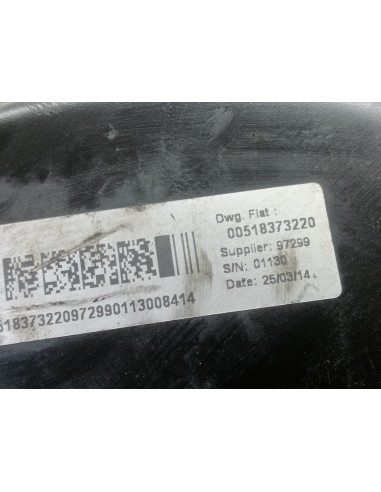 Dwg. Fiat :
00518373220
Supplier: 97299
S/N: 01130
Date: 25/03/14
518373220972990113008414